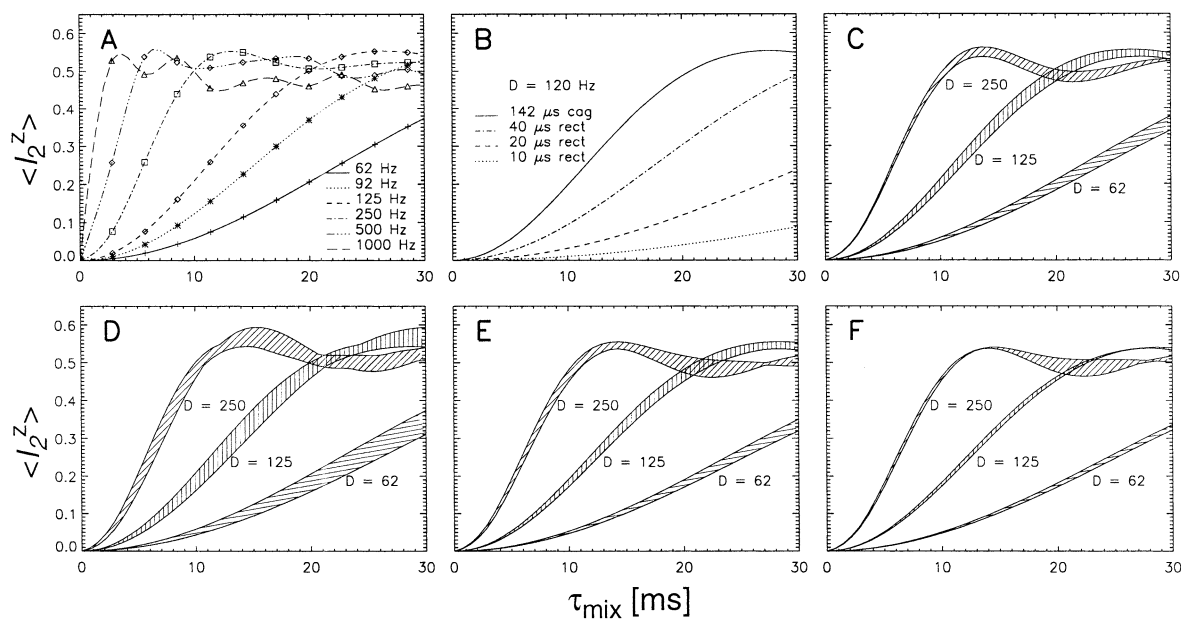 A
<I₂ᶻ>
0.6
0.5
0.4
0.3
0.2
0.1
0.0
62 Hz
92 Hz
125 Hz
250 Hz
500 Hz
1000 Hz
0 10 20 30
B
D = 120 Hz
142 µs cag
40 µs rect
20 µs rect
10 µs rect
0 10 20 30
C
D = 250
D = 125
D = 62
0 10 20 30
D
<I₂ᶻ>
0.6
0.5
0.4
0.3
0.2
0.1
0.0
D = 250
D = 125
D = 62
0 10 20 30
E
D = 250
D = 125
D = 62
0 10 20 30
F
D = 250
D = 125
D = 62
0 10 20 30
τmix [ms]